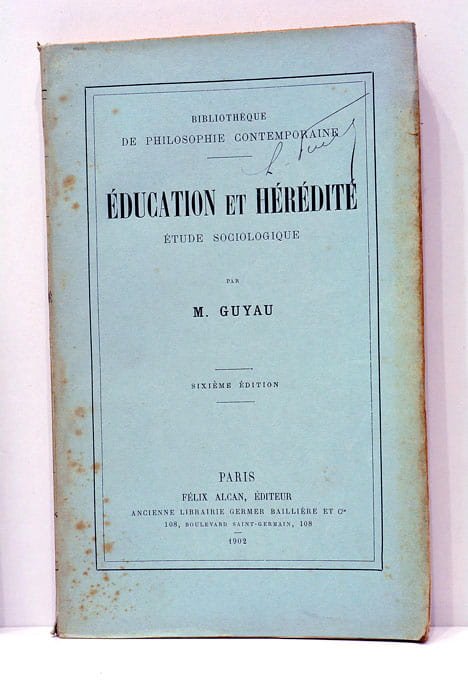 BIBLIOTHÈQUE
DE PHILOSOPHIE CONTEMPORAINE
ÉDUCATION ET HÉRÉDITÉ
ÉTUDE SOCIOLOGIQUE
PAR
M. GUYAU
SIXIÈME ÉDITION
PARIS
FÉLIX ALCAN, ÉDITEUR
ANCIENNE LIBRAIRIE GERMER BAILLIÈRE ET Cie
108, BOULEVARD SAINT-GERMAIN, 108
1902